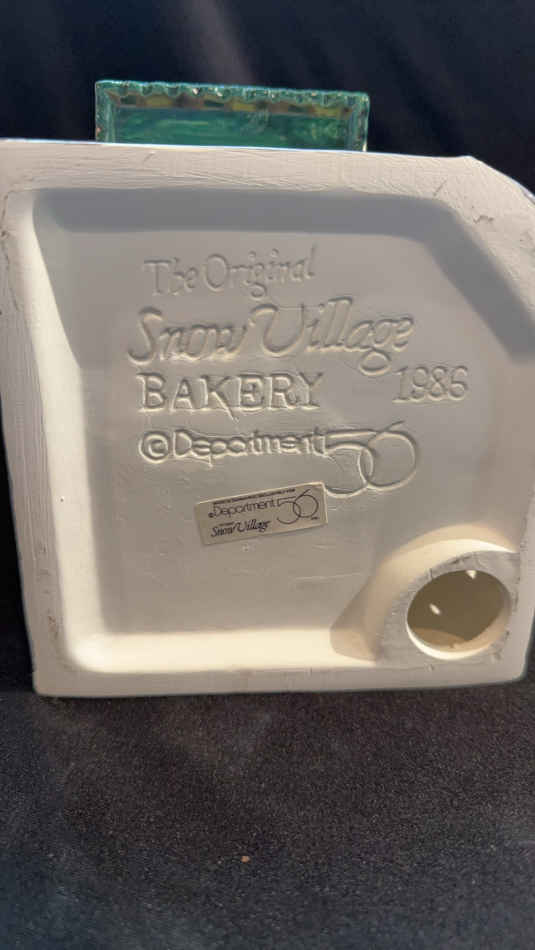 The Original
Snow Village
BAKERY 1986
© Department 56
Department 56
Snow Village